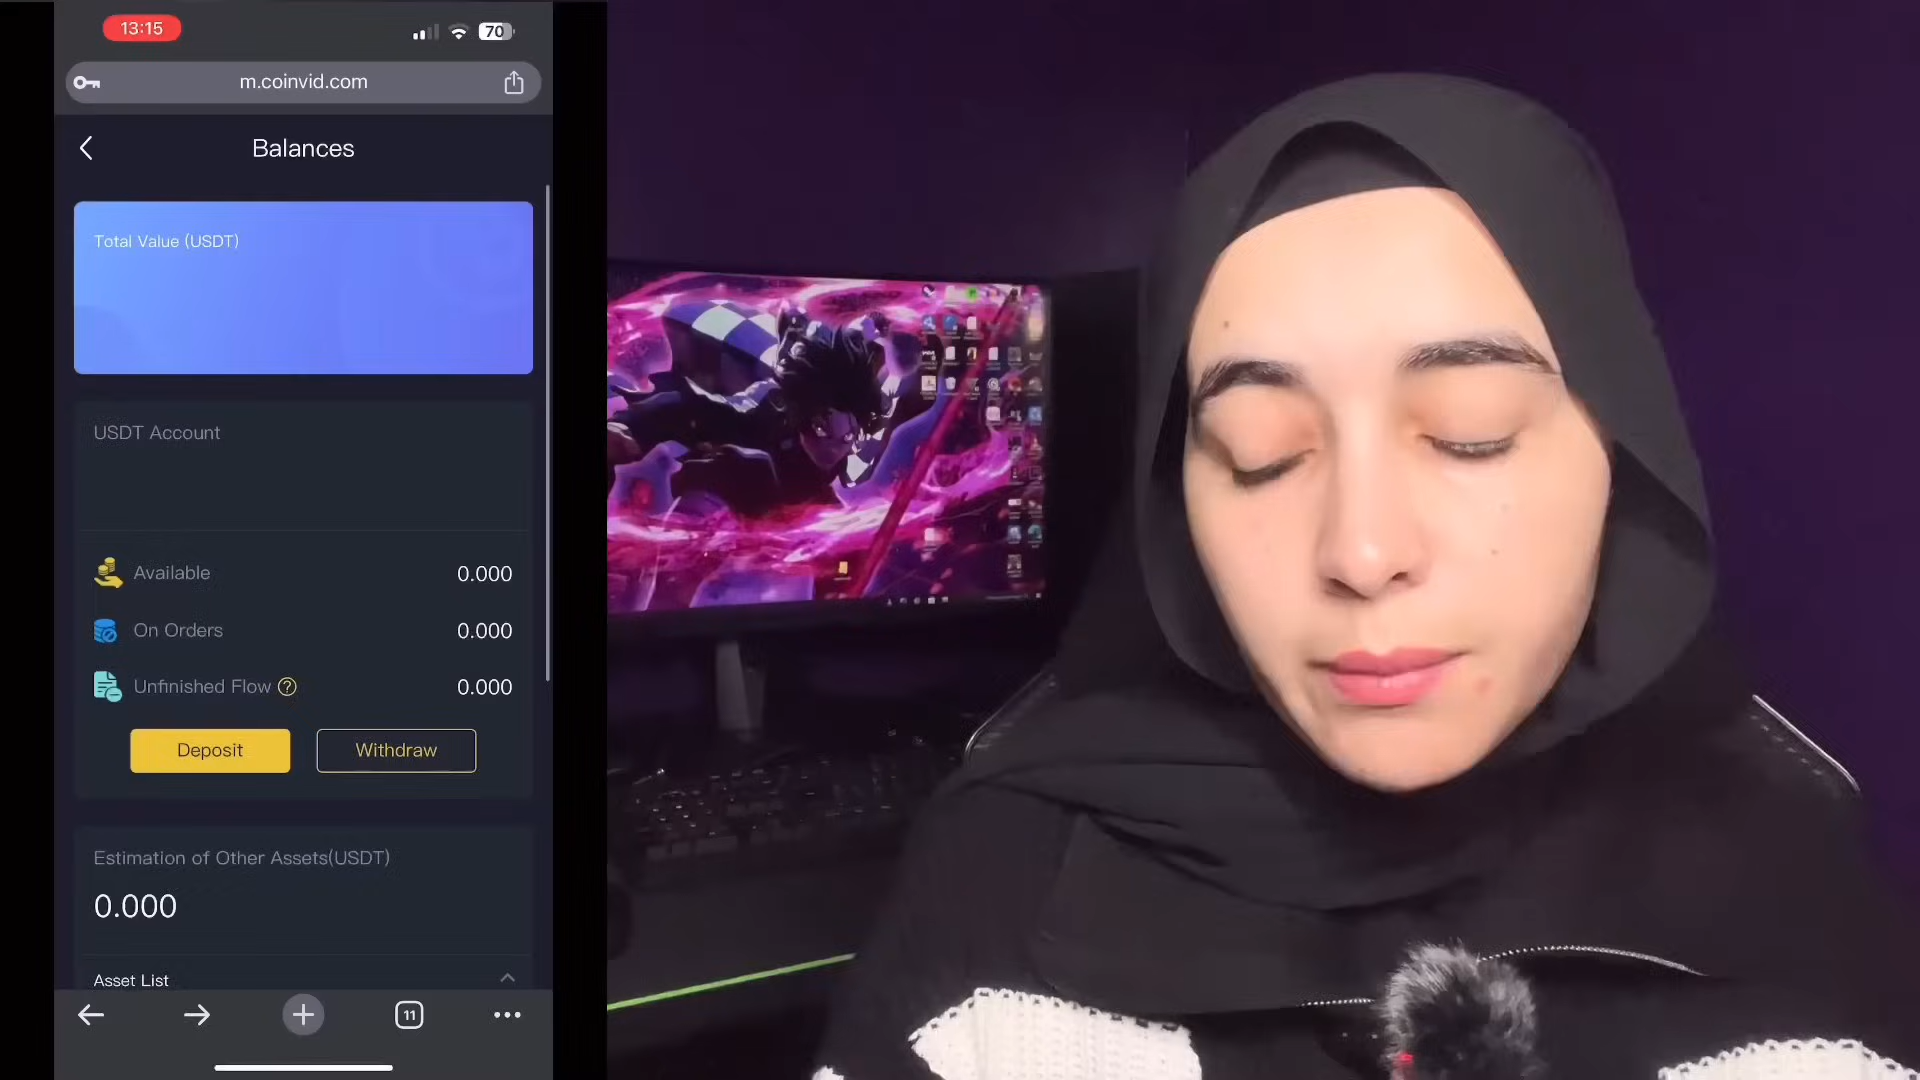 13:15
70
m.coinvid.com
Balances
Total Value (USDT)
USDT Account
Available 0.000
On Orders 0.000
Unfinished Flow ? 0.000
Deposit Withdraw
Estimation of Other Assets(USDT)
0.000
Asset List
11